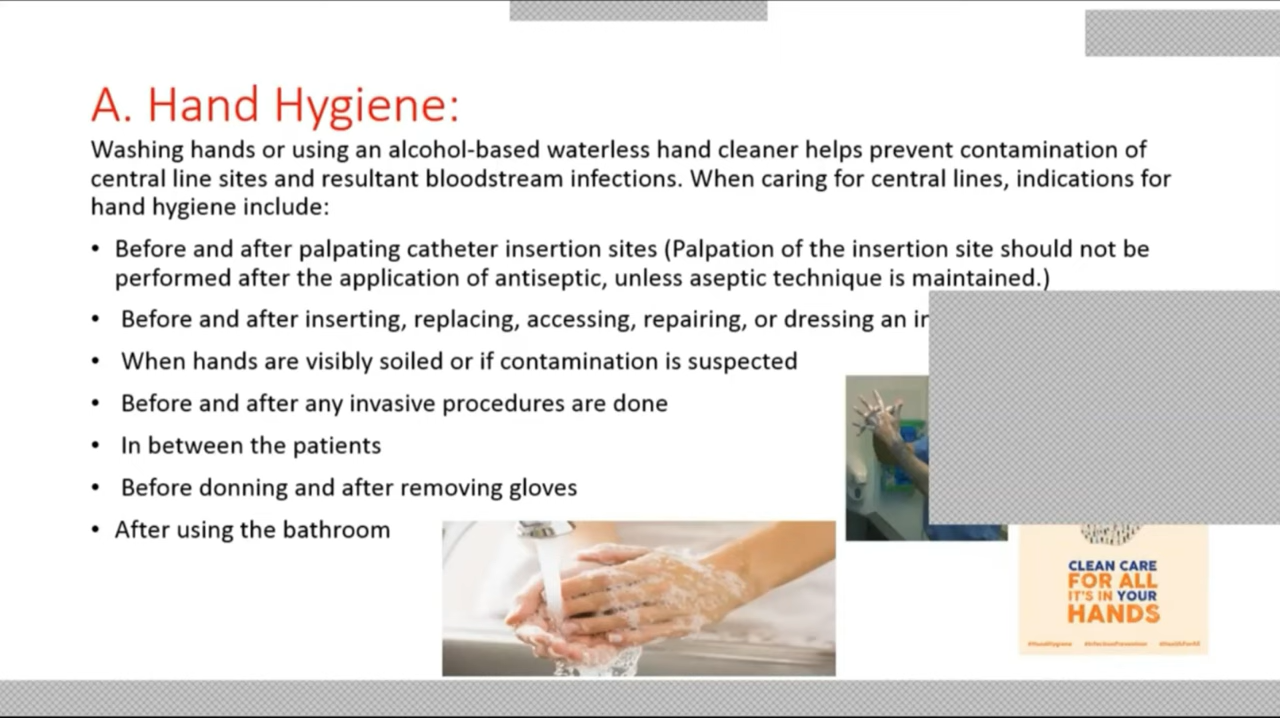 A. Hand Hygiene:
Washing hands or using an alcohol-based waterless hand cleaner helps prevent contamination of
central line sites and resultant bloodstream infections. When caring for central lines, indications for
hand hygiene include:
• Before and after palpating catheter insertion sites (Palpation of the insertion site should not be
performed after the application of antiseptic, unless aseptic technique is maintained.)
• Before and after inserting, replacing, accessing, repairing, or dressing an
• When hands are visibly soiled or if contamination is suspected
• Before and after any invasive procedures are done
• In between the patients
• Before donning and after removing gloves
• After using the bathroom
CLEAN CARE
FOR ALL
IT'S IN YOUR
HANDS
#HandHygiene #InfectionPrevention #HealthForAll